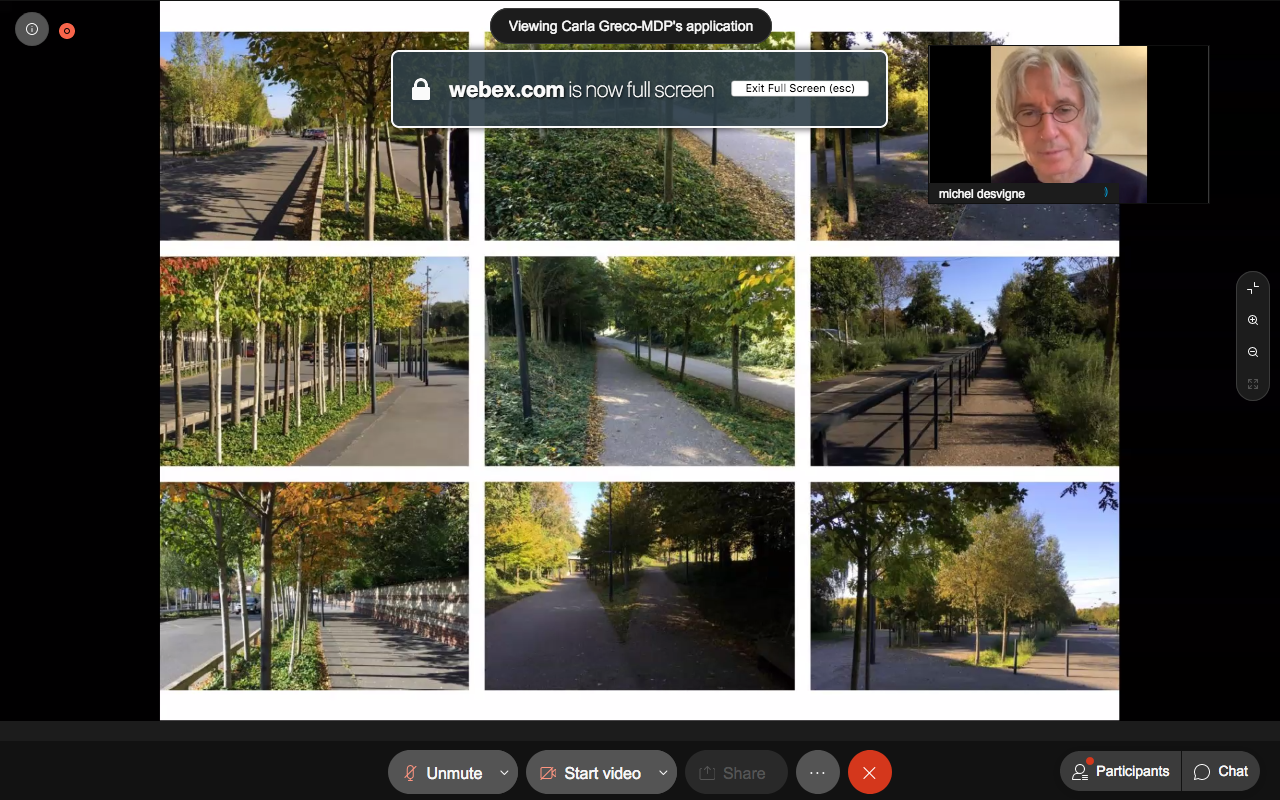 Viewing Carla Greco-MDP's application
webex.com is now full screen
Exit Full Screen (esc)
michel desvigne
Unmute
Start video
Share
Participants
Chat